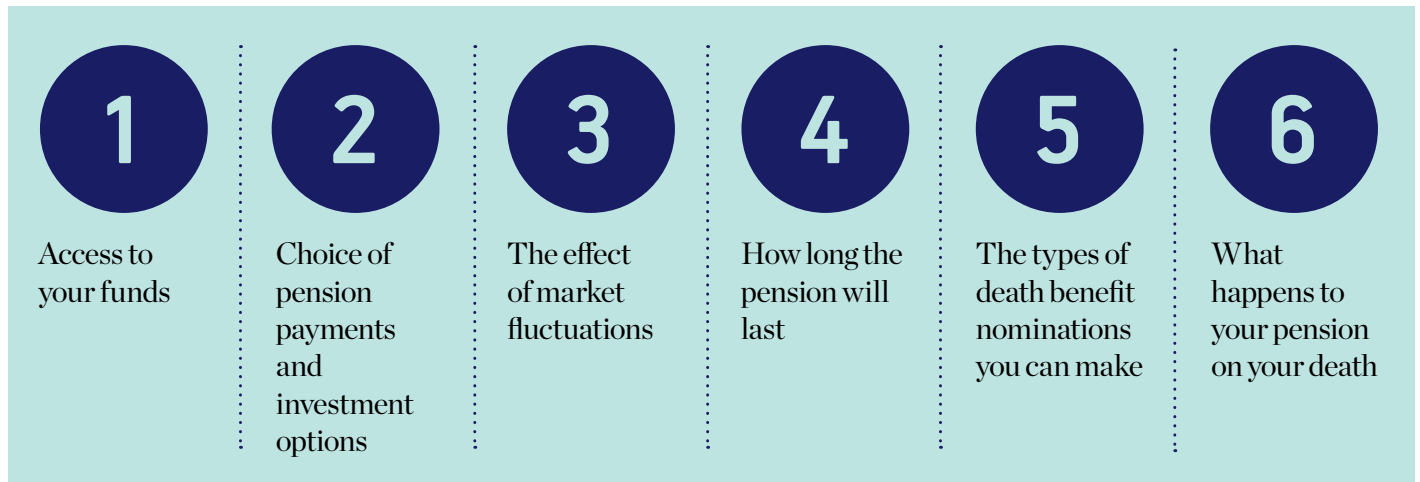 1
Access to
your funds
2
Choice of
pension
payments
and
investment
options
3
The effect
of market
fluctuations
4
How long the
pension will
last
5
The types of
death benefit
nominations
you can make
6
What
happens to
your pension
on your death